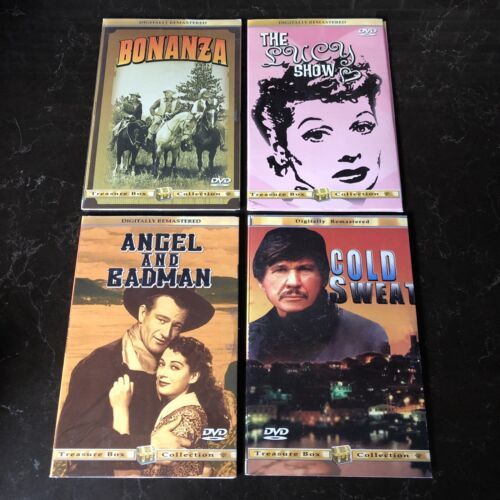 DIGITALLY REMASTERED
BONANZA
DVD
Treasure Box Collection
DIGITALLY REMASTERED
DVD
THE
LUCY
SHOW
Treasure Box Collection
DIGITALLY REMASTERED
ANGEL
AND
BADMAN
DVD
Treasure Box Collection
Digitally Remastered
COLD
SWEAT
DVD
Treasure Box Collection